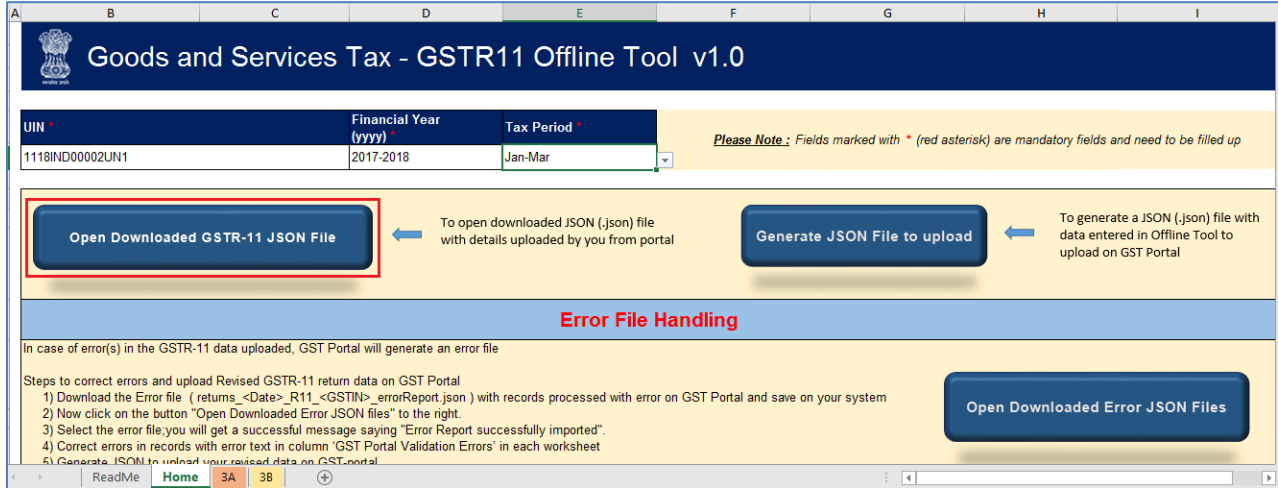 A B C D E F G H I
Goods and Services Tax - GSTR11 Offline Tool v1.0
UIN *
Financial Year
(yyyy) *
Tax Period *
Please Note : Fields marked with * (red asterisk) are mandatory fields and need to be filled up
1118IND00002UN1
2017-2018
Jan-Mar
Open Downloaded GSTR-11 JSON File
To open downloaded JSON (.json) file
with details uploaded by you from portal
Generate JSON File to upload
To generate a JSON (.json) file with
data entered in Offline Tool to
upload on GST Portal
Error File Handling
In case of error(s) in the GSTR-11 data uploaded, GST Portal will generate an error file
Steps to correct errors and upload Revised GSTR-11 return data on GST Portal
1) Download the Error file ( returns_<Date>_R11_<GSTIN>_errorReport.json ) with records processed with error on GST Portal and save on your system
2) Now click on the button "Open Downloaded Error JSON files" to the right.
3) Select the error file;you will get a successful message saying "Error Report successfully imported".
4) Correct errors in records with error text in column ‘GST Portal Validation Errors’ in each worksheet
5) Generate JSON to upload your revised data on GST-portal
Open Downloaded Error JSON Files
ReadMe Home 3A 3B